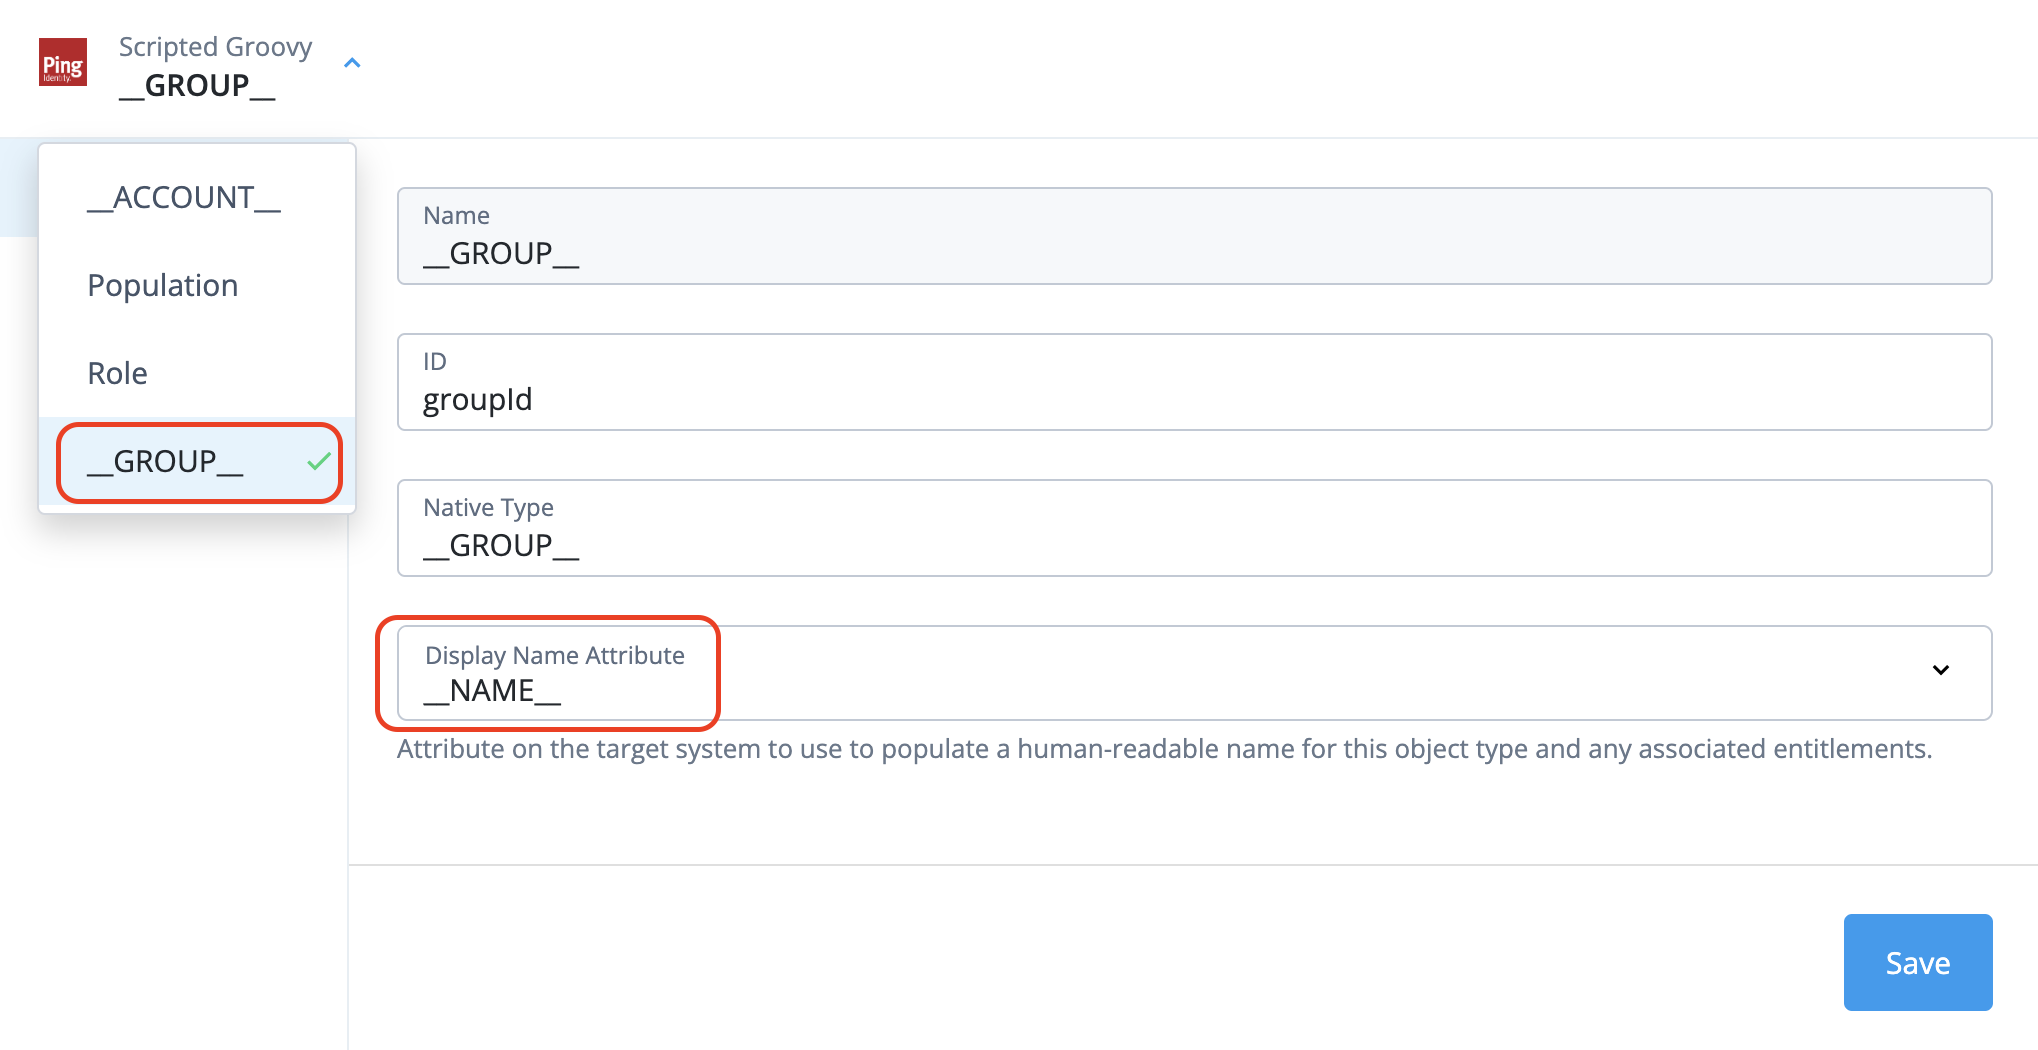 Ping
Identity.
Scripted Groovy
__GROUP__
__ACCOUNT__
Population
Role
__GROUP__
Name
__GROUP__
ID
groupId
Native Type
__GROUP__
Display Name Attribute
__NAME__
Attribute on the target system to use to populate a human-readable name for this object type and any associated entitlements.
Save